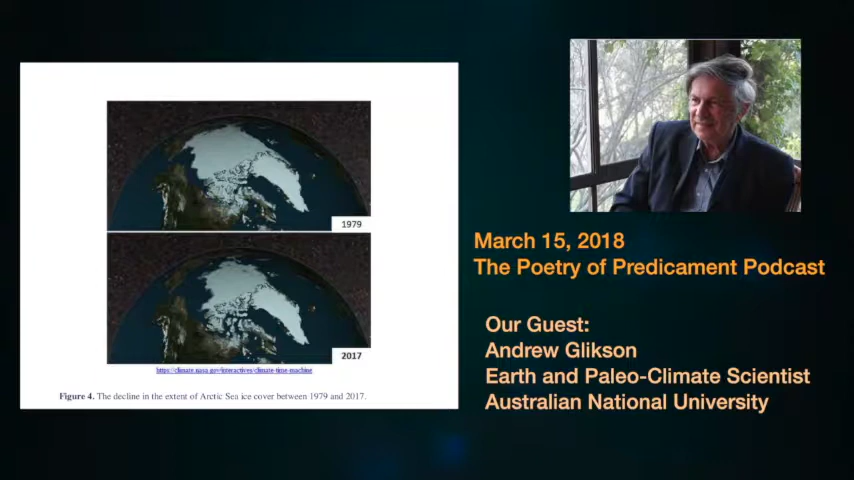 1979
2017
https://climate.nasa.gov/interactives/climate-time-machine
Figure 4. The decline in the extent of Arctic Sea ice cover between 1979 and 2017.
March 15, 2018
The Poetry of Predicament Podcast
Our Guest:
Andrew Glikson
Earth and Paleo-Climate Scientist
Australian National University